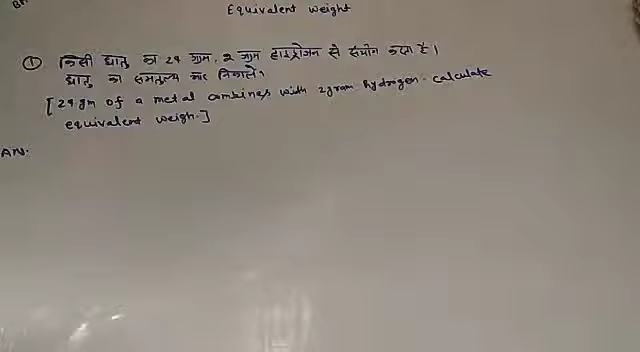 Equivalent weight
① किसी धातु का 24 ग्राम, 2 ग्राम हाइड्रोजन से संयोग करता है।
धातु का समतुल्य भार निकालें।
[24 gm of a metal combines with 2 gram hydrogen. calculate
equivalent weigh.]
AN.